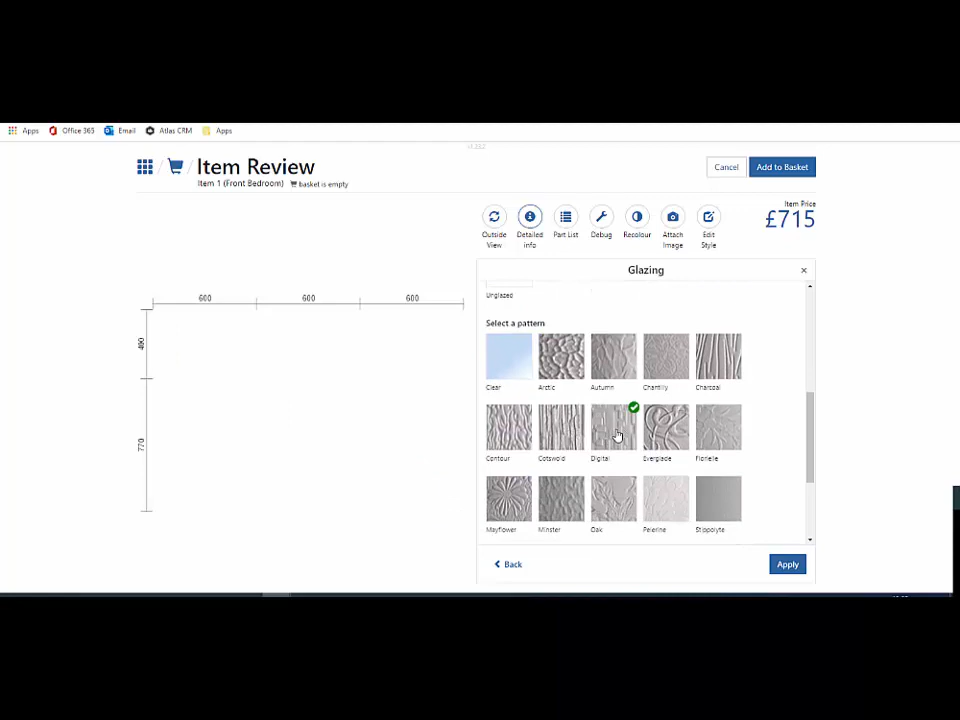 Apps Office 365 Email Atlas CRM Apps
Item Review
Item 1 (Front Bedroom) basket is empty
Cancel Add to Basket
Item Price
£715
Outside View
Detailed info
Part List
Debug
Recolour
Attach Image
Edit Style
Glazing
600 600 600
490
770
Unglazed
Select a pattern
Clear Arctic Autumn Chantilly Charcoal
Contour Cotswold Digital Everglade Florielle
Mayflower Minster Oak Pelerine Stippolyte
Back Apply